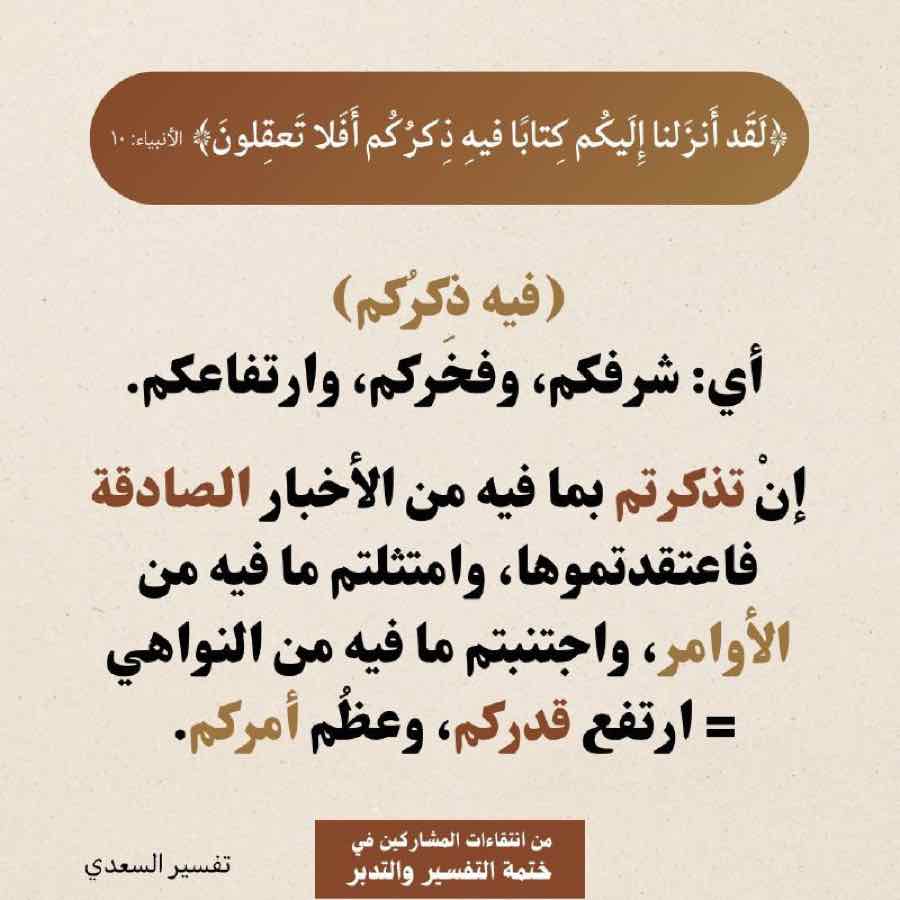 ﴿لَقَد أَنزَلنا إِلَيكُم كِتابًا فيهِ ذِكرُكُم أَفَلا تَعقِلونَ﴾ الأنبياء: ١٠
(فيه ذكرُكم)
أي: شرفكم، وفخَركم، وارتفاعكم.
إنْ تذكرتم بما فيه من الأخبار الصادقة
فاعتقدتموها، وامتثلتم ما فيه من
الأوامر، واجتنبتم ما فيه من النواهي
= ارتفع قدركم، وعظُم أمركم.
من انتقاءات المشاركين في
ختمة التفسير والتدبر
تفسير السعدي